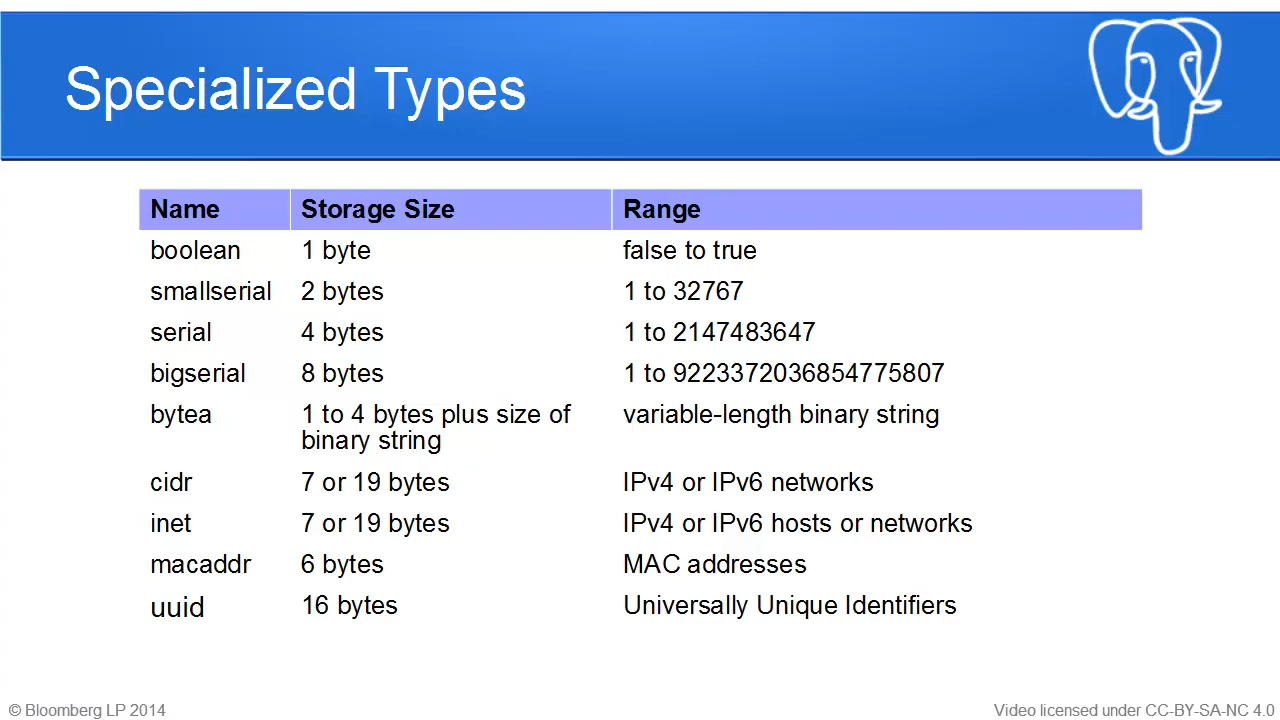 Specialized Types
Name Storage Size Range
boolean 1 byte false to true
smallserial 2 bytes 1 to 32767
serial 4 bytes 1 to 2147483647
bigserial 8 bytes 1 to 9223372036854775807
bytea 1 to 4 bytes plus size of variable-length binary string
binary string
cidr 7 or 19 bytes IPv4 or IPv6 networks
inet 7 or 19 bytes IPv4 or IPv6 hosts or networks
macaddr 6 bytes MAC addresses
uuid 16 bytes Universally Unique Identifiers
© Bloomberg LP 2014 Video licensed under CC-BY-SA-NC 4.0